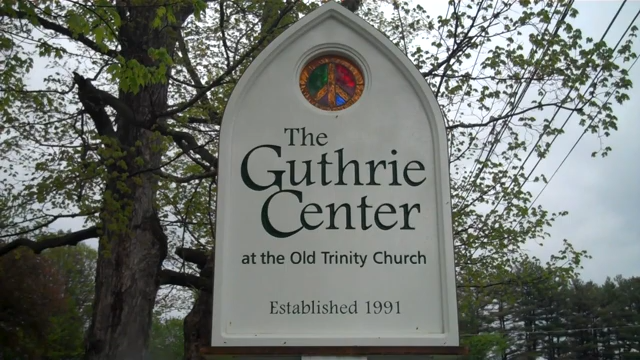 The
Guthrie
Center
at the Old Trinity Church
Established 1991